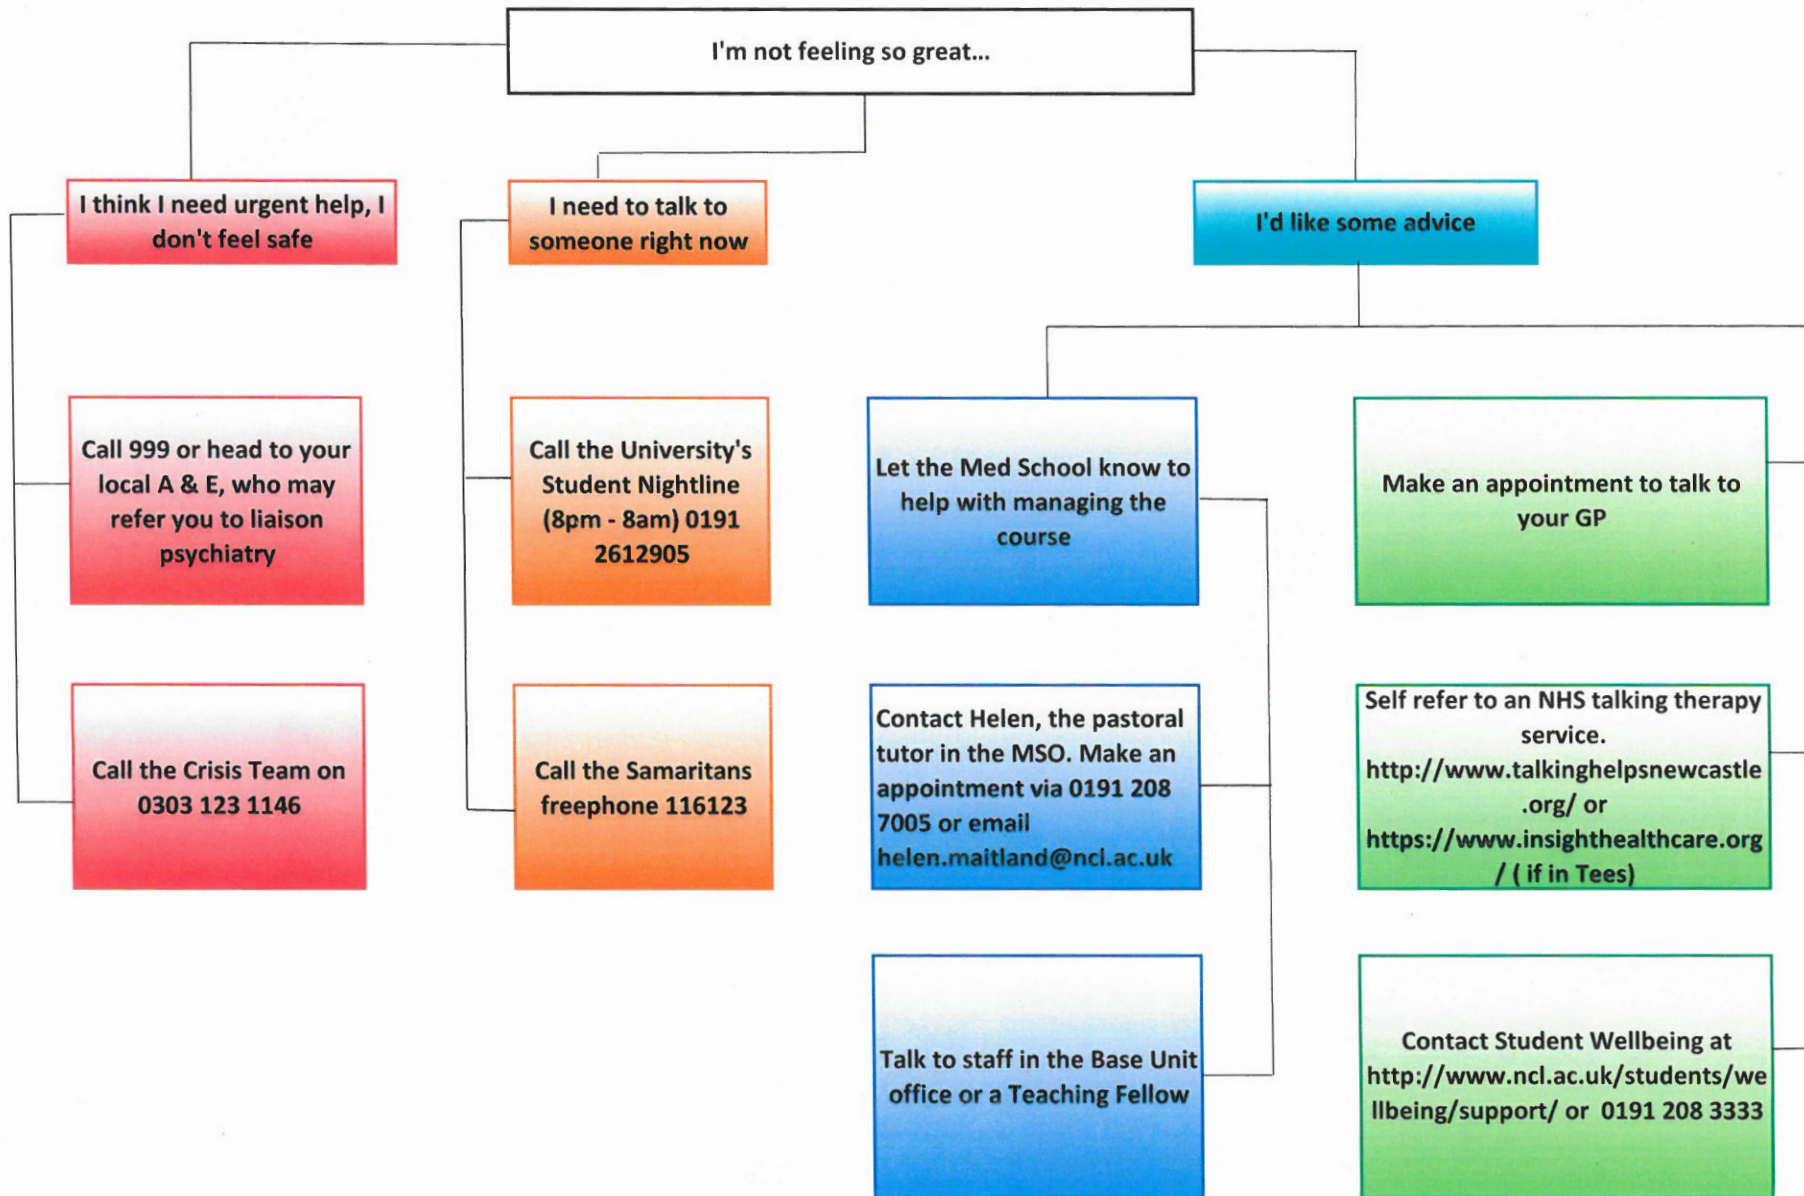 I'm not feeling so great...
I think I need urgent help, I
don't feel safe
I need to talk to
someone right now
I'd like some advice
Call 999 or head to your
local A & E, who may
refer you to liaison
psychiatry
Call the University's
Student Nightline
(8pm - 8am) 0191
2612905
Let the Med School know to
help with managing the
course
Make an appointment to talk to
your GP
Call the Crisis Team on
0303 123 1146
Call the Samaritans
freephone 116123
Contact Helen, the pastoral
tutor in the MSO. Make an
appointment via 0191 208
7005 or email
helen.maitland@ncl.ac.uk
Self refer to an NHS talking therapy
service.
http://www.talkinghelpsnewcastle
.org/ or
https://www.insighthealthcare.org
/ ( if in Tees)
Talk to staff in the Base Unit
office or a Teaching Fellow
Contact Student Wellbeing at
http://www.ncl.ac.uk/students/we
llbeing/support/ or 0191 208 3333